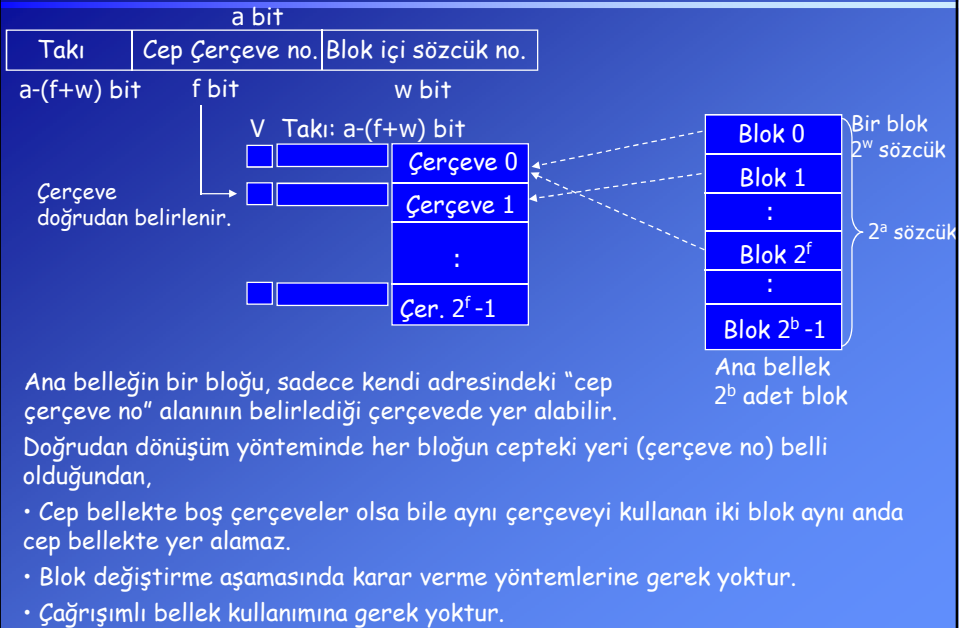 a bit
Takı Cep Çerçeve no. Blok içi sözcük no.
a-(f+w) bit f bit w bit
V Takı: a-(f+w) bit
Çerçeve
doğrudan belirlenir.
Çerçeve 0
Çerçeve 1
:
Çer. 2ᶠ-1
Blok 0
Blok 1
:
Blok 2ᶠ
:
Blok 2ᵇ-1
Bir blok
2ʷ sözcük
2ᵃ sözcük
Ana bellek
2ᵇ adet blok
Ana belleğin bir bloğu, sadece kendi adresindeki “cep
çerçeve no” alanının belirlediği çerçevede yer alabilir.
Doğrudan dönüşüm yönteminde her bloğun cepteki yeri (çerçeve no) belli
olduğundan,
• Cep bellekte boş çerçeveler olsa bile aynı çerçeveyi kullanan iki blok aynı anda
cep bellekte yer alamaz.
• Blok değiştirme aşamasında karar verme yöntemlerine gerek yoktur.
• Çağrışımlı bellek kullanımına gerek yoktur.